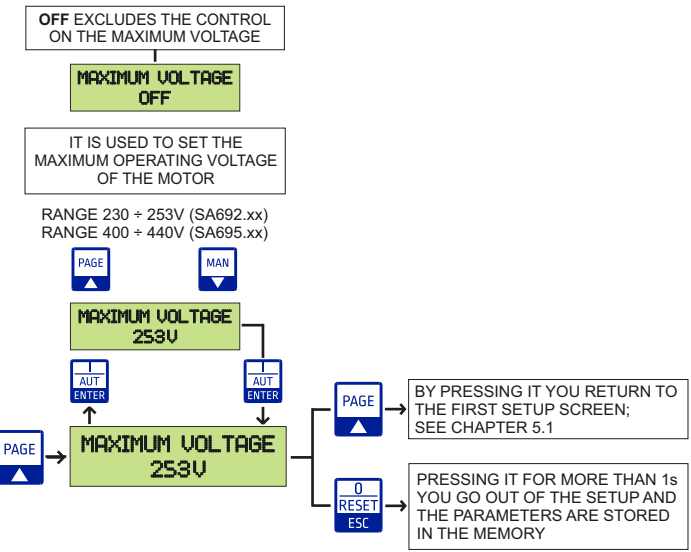 OFF EXCLUDES THE CONTROL
ON THE MAXIMUM VOLTAGE
MAXIMUM VOLTAGE
OFF
IT IS USED TO SET THE
MAXIMUM OPERATING VOLTAGE
OF THE MOTOR
RANGE 230 ÷ 253V (SA692.xx)
RANGE 400 ÷ 440V (SA695.xx)
PAGE
MAN
MAXIMUM VOLTAGE
253V
I
AUT
ENTER
I
AUT
ENTER
PAGE
MAXIMUM VOLTAGE
253V
PAGE
BY PRESSING IT YOU RETURN TO
THE FIRST SETUP SCREEN;
SEE CHAPTER 5.1
0
RESET
ESC
PRESSING IT FOR MORE THAN 1s
YOU GO OUT OF THE SETUP AND
THE PARAMETERS ARE STORED
IN THE MEMORY